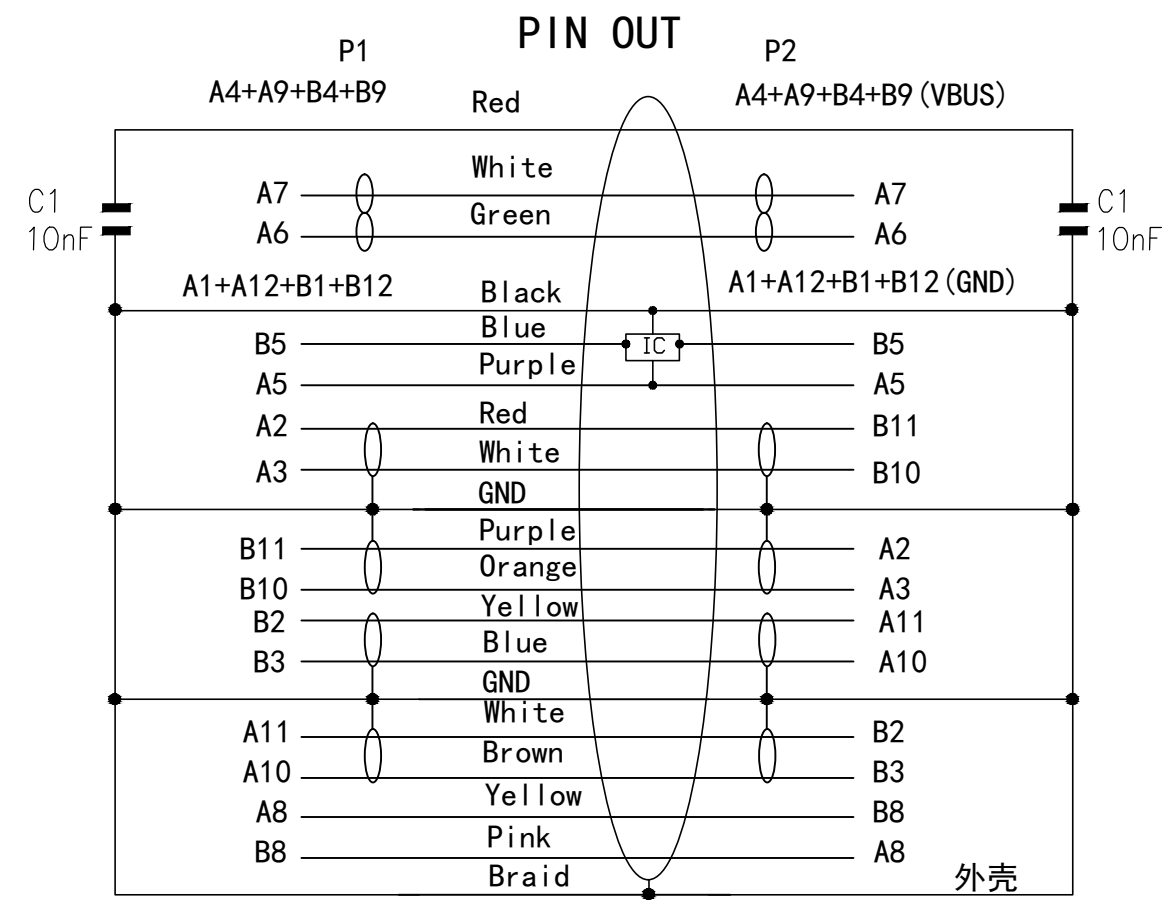 PIN OUT
P1 P2
A4+A9+B4+B9 Red A4+A9+B4+B9(VBUS)
White
A7 A7
C1 C1
Green
A6 A6
10nF 10nF
A1+A12+B1+B12 Black A1+A12+B1+B12(GND)
Blue
B5 IC B5
Purple
A5 A5
Red
A2 B11
White
A3 B10
GND
Purple
B11 A2
Orange
B10 A3
Yellow
B2 A11
Blue
B3 A10
GND
White
A11 B2
Brown
A10 B3
Yellow
A8 B8
Pink
B8 A8
Braid 外壳